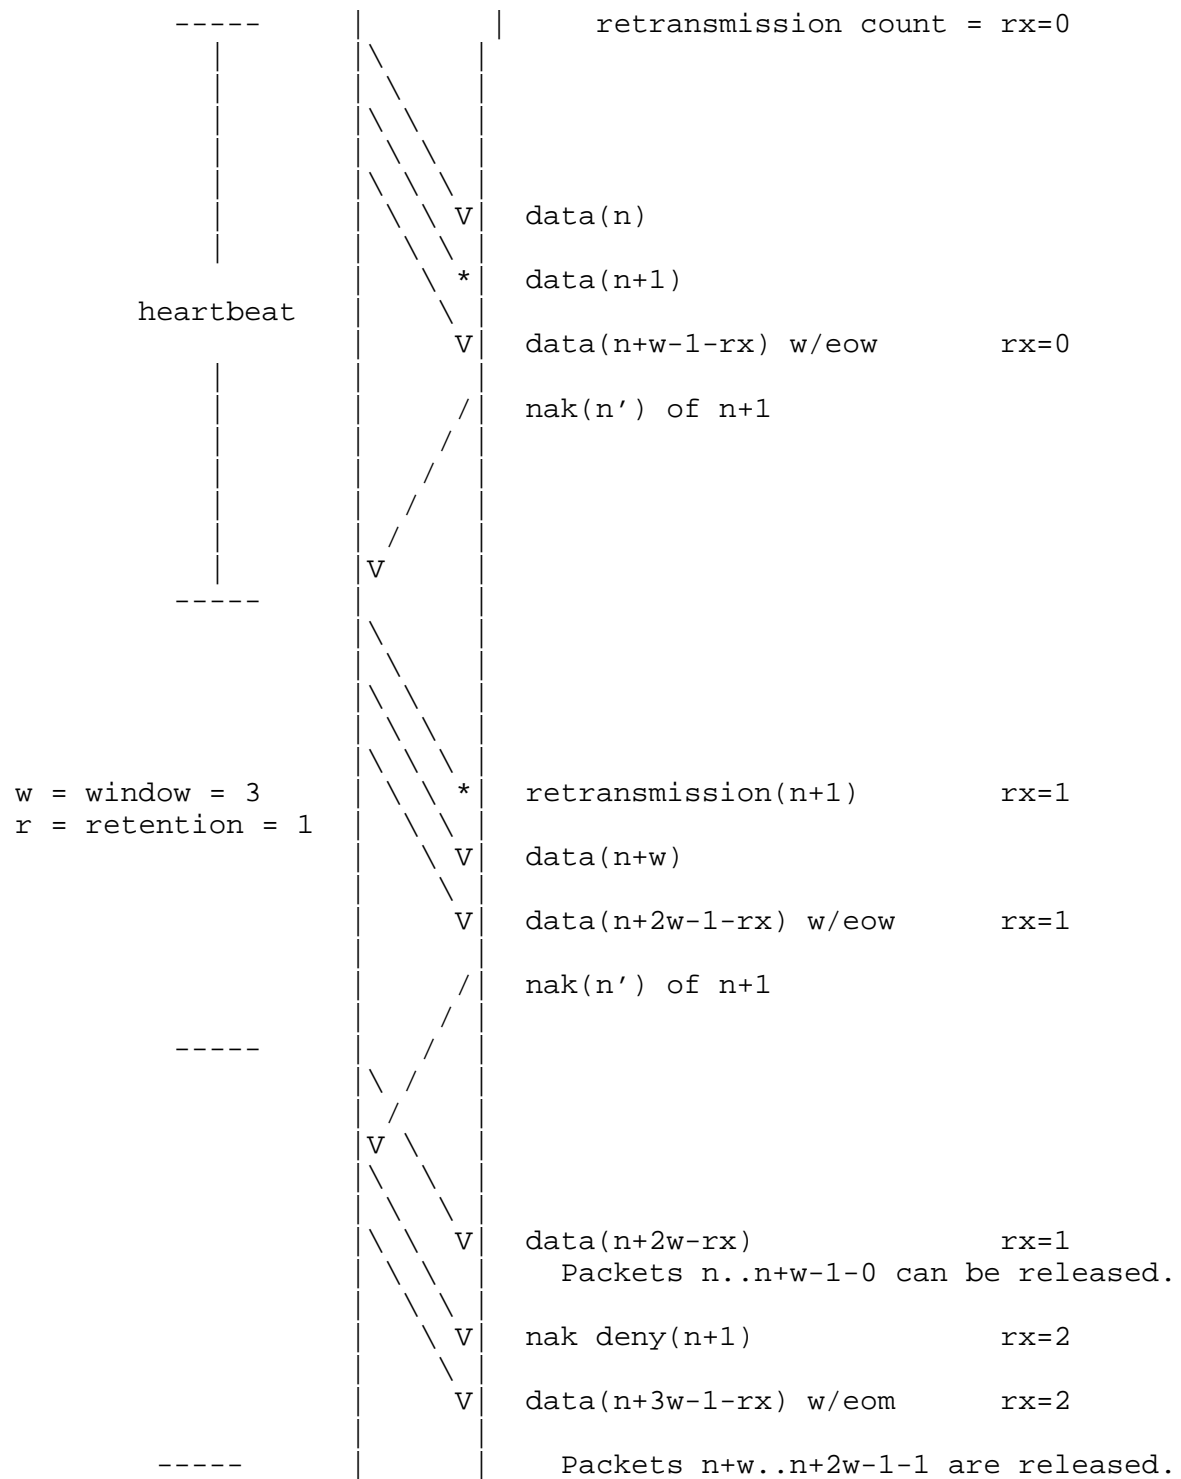 retransmission count = rx=0
data(n)
data(n+1)
heartbeat
data(n+w-1-rx) w/eow rx=0
nak(n') of n+1
w = window = 3
retransmission(n+1) rx=1
r = retention = 1
data(n+w)
data(n+2w-1-rx) w/eow rx=1
nak(n') of n+1
data(n+2w-rx) rx=1
Packets n..n+w-1-0 can be released.
nak deny(n+1) rx=2
data(n+3w-1-rx) w/eom rx=2
Packets n+w..n+2w-1-1 are released.